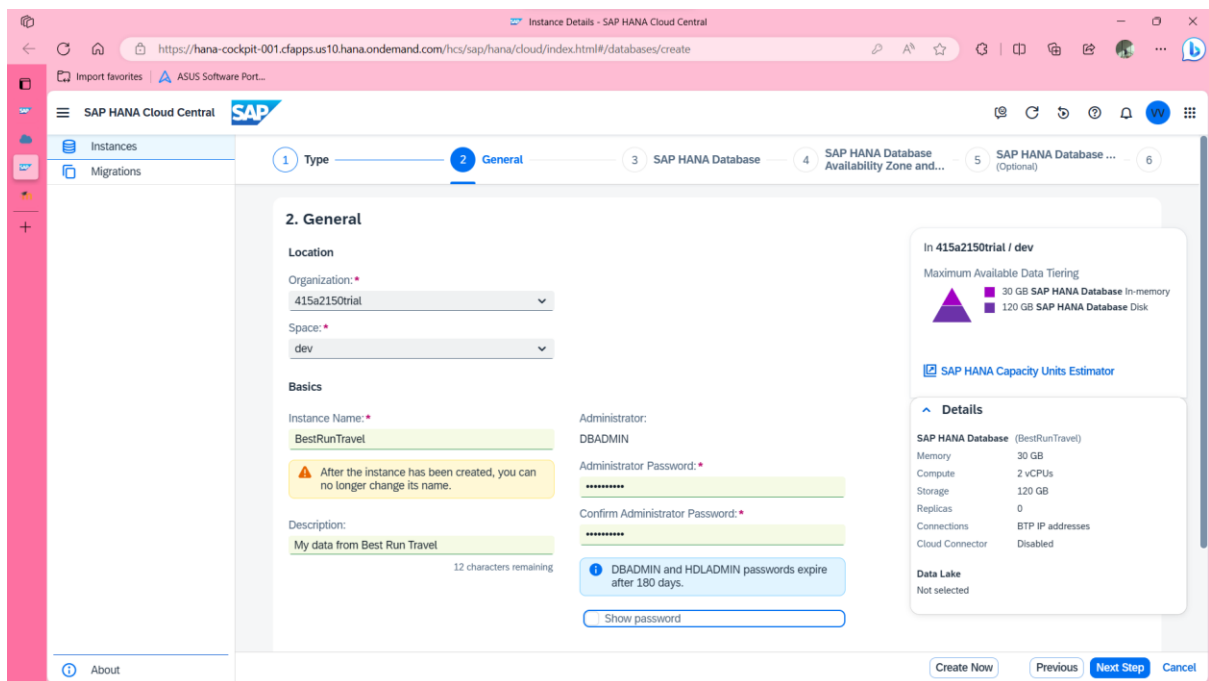 Instance Details - SAP HANA Cloud Central
https://hana-cockpit-001.cfapps.us10.hana.ondemand.com/hcs/sap/hana/cloud/index.html#/databases/create
Import favorites
ASUS Software Port...
SAP HANA Cloud Central
SAP
VV
Instances
Migrations
1 Type
2 General
3 SAP HANA Database
4 SAP HANA Database
Availability Zone and...
5 SAP HANA Database ...
(Optional)
6
2. General
Location
Organization:*
415a2150trial
Space:*
dev
Basics
Instance Name:*
BestRunTravel
After the instance has been created, you can
no longer change its name.
Description:
My data from Best Run Travel
12 characters remaining
Administrator:
DBADMIN
Administrator Password:*
••••••••••
Confirm Administrator Password:*
••••••••••
DBADMIN and HDLADMIN passwords expire
after 180 days.
Show password
In 415a2150trial / dev
Maximum Available Data Tiering
30 GB SAP HANA Database In-memory
120 GB SAP HANA Database Disk
SAP HANA Capacity Units Estimator
Details
SAP HANA Database (BestRunTravel)
Memory 30 GB
Compute 2 vCPUs
Storage 120 GB
Replicas 0
Connections BTP IP addresses
Cloud Connector Disabled
Data Lake
Not selected
About
Create Now
Previous
Next Step
Cancel